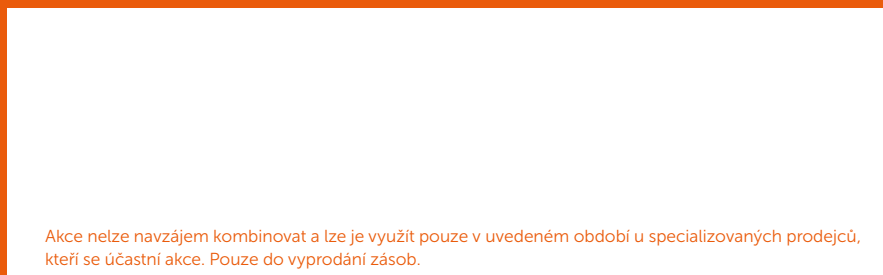 Akce nelze navzájem kombinovat a lze je využít pouze v uvedeném období u specializovaných prodejců,
kteří se účastní akce. Pouze do vyprodání zásob.